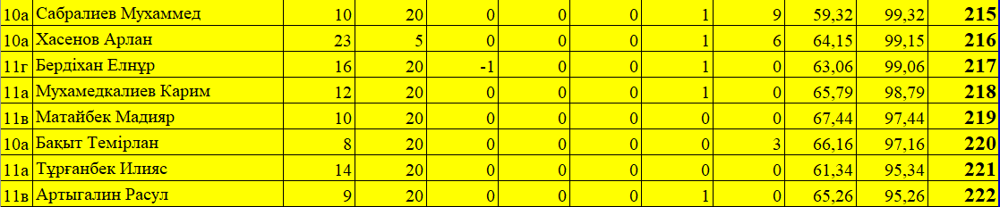 10а Сабралиев Мухаммед 10 20 0 0 0 1 9 59,32 99,32 215
10а Хасенов Арлан 23 5 0 0 0 1 6 64,15 99,15 216
11г Бердіхан Елнұр 16 20 -1 0 0 1 0 63,06 99,06 217
11а Мухамедкалиев Карим 12 20 0 0 0 1 0 65,79 98,79 218
11в Матайбек Мадияр 10 20 0 0 0 0 0 67,44 97,44 219
10а Бақыт Темірлан 8 20 0 0 0 0 3 66,16 97,16 220
11а Тұрғанбек Илияс 14 20 0 0 0 0 0 61,34 95,34 221
11в Артыгалин Расул 9 20 0 0 0 1 0 65,26 95,26 222